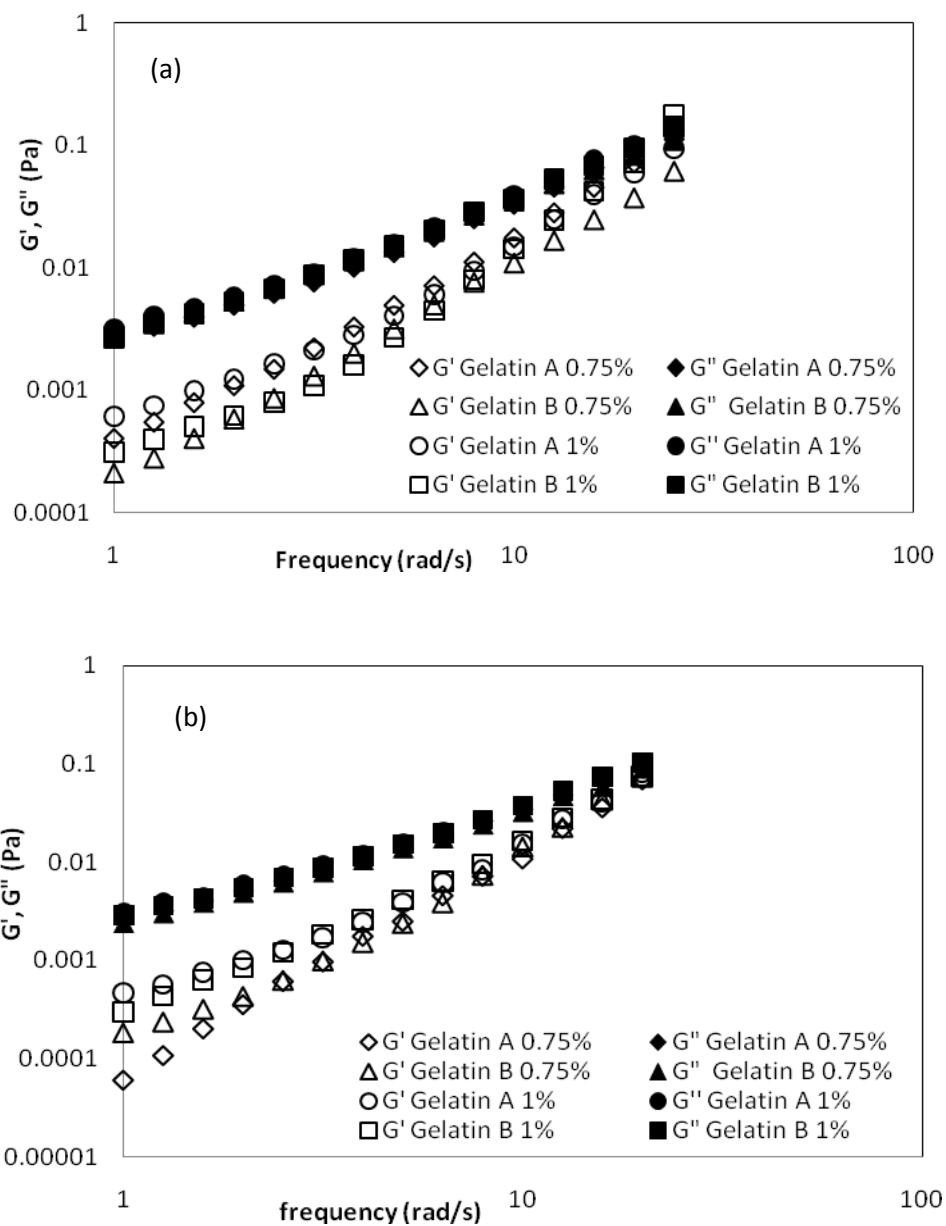 1
(a)
0.1
G', G" (Pa)
0.01
0.001
G' Gelatin A 0.75% G" Gelatin A 0.75%
G' Gelatin B 0.75% G"  Gelatin B 0.75%
G' Gelatin A 1% G'' Gelatin A 1%
G' Gelatin B 1% G" Gelatin B 1%
0.0001
1 10 100
Frequency (rad/s)
1
(b)
0.1
G', G" (Pa)
0.01
0.001
G' Gelatin A 0.75% G" Gelatin A 0.75%
0.0001
G' Gelatin B 0.75% G"  Gelatin B 0.75%
G' Gelatin A 1% G'' Gelatin A 1%
G' Gelatin B 1% G" Gelatin B 1%
0.00001
1 10 100
frequency (rad/s)